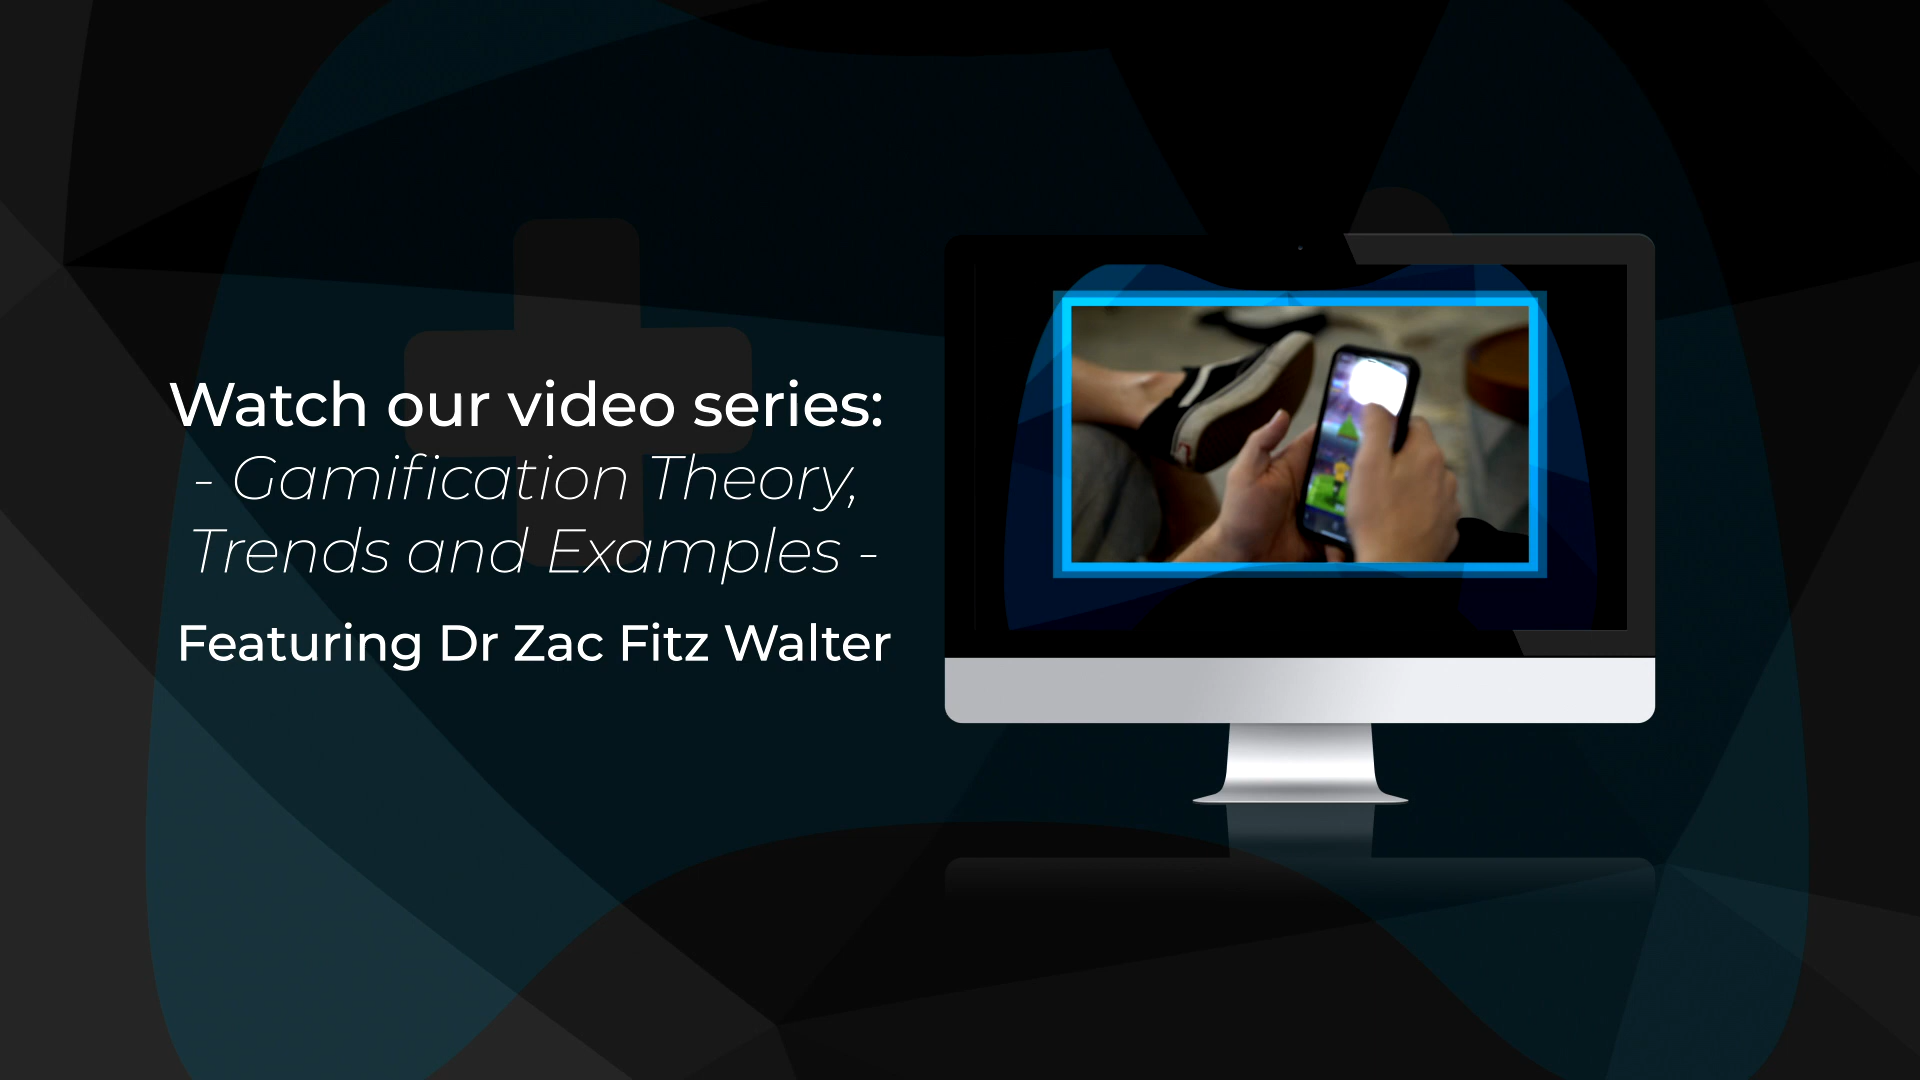 Watch our video series:
- Gamification Theory,
Trends and Examples -
Featuring Dr Zac Fitz Walter